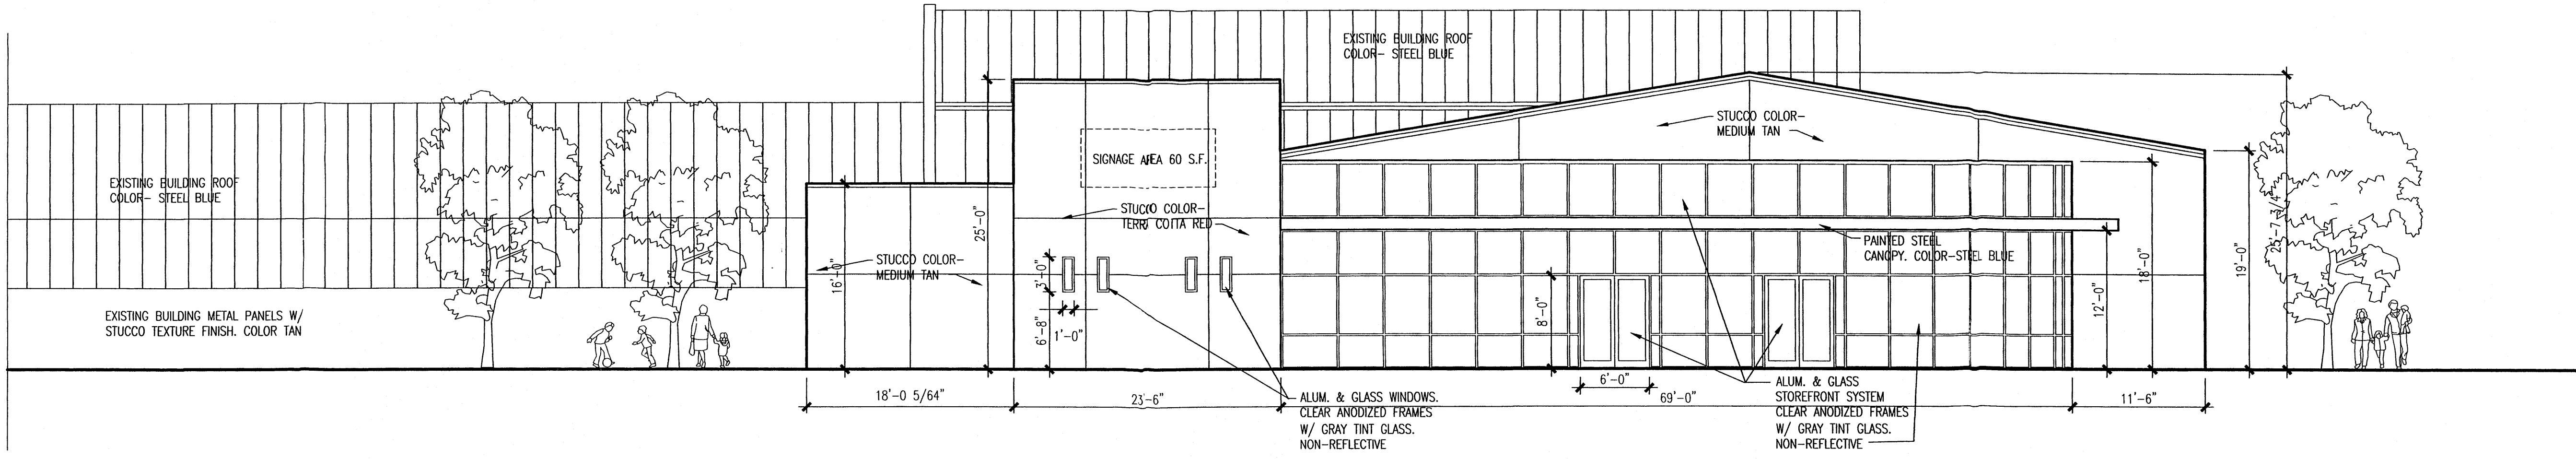 EXISTING BUILDING ROOF
COLOR- STEEL BLUE
EXISTING BUILDING METAL PANELS W/
STUCCO TEXTURE FINISH. COLOR TAN
EXISTING BUILDING ROOF
COLOR- STEEL BLUE
SIGNAGE AREA 60 S.F.
STUCCO COLOR-
TERRA COTTA RED
STUCCO COLOR-
MEDIUM TAN
STUCCO COLOR-
MEDIUM TAN
PAINTED STEEL
CANOPY. COLOR-STEEL BLUE
16'-0"
25'-0"
3'-0"
6'-8"
1'-0"
8'-0"
6'-0"
12'-0"
18'-0"
19'-0"
25'-7 3/4"
18'-0 5/64"
23'-6"
69'-0"
11'-6"
ALUM. & GLASS WINDOWS.
CLEAR ANODIZED FRAMES
W/ GRAY TINT GLASS.
NON-REFLECTIVE
ALUM. & GLASS
STOREFRONT SYSTEM
CLEAR ANODIZED FRAMES
W/ GRAY TINT GLASS.
NON-REFLECTIVE